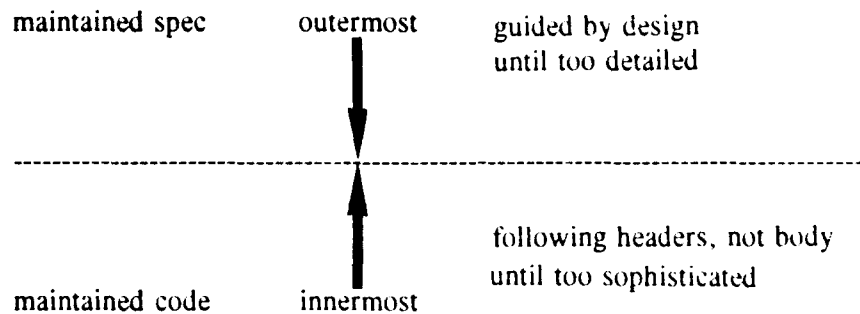 maintained spec outermost guided by design
until too detailed
following headers, not body
until too sophisticated
maintained code innermost